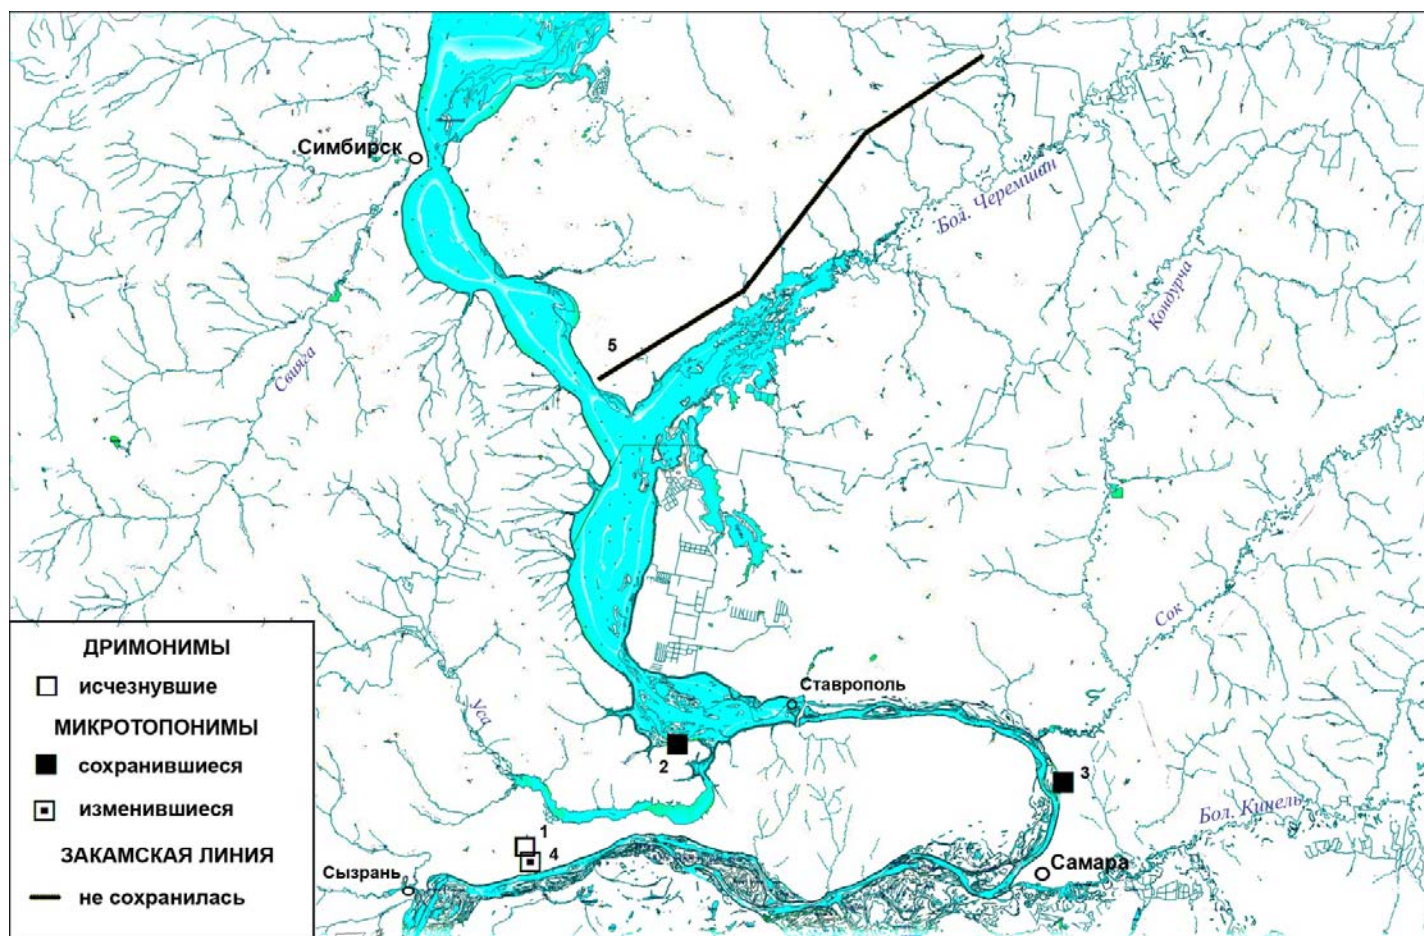 Симбирск
Бол. Черемшан
Кондурча
5
Свияга
Сок
Ставрополь
Уса
2
3
Бол. Кинель
1
4
Самара
Сызрань
ДРИМОНИМЫ
исчезнувшие
МИКРОТОПОНИМЫ
сохранившиеся
изменившиеся
ЗАКАМСКАЯ ЛИНИЯ
не сохранилась